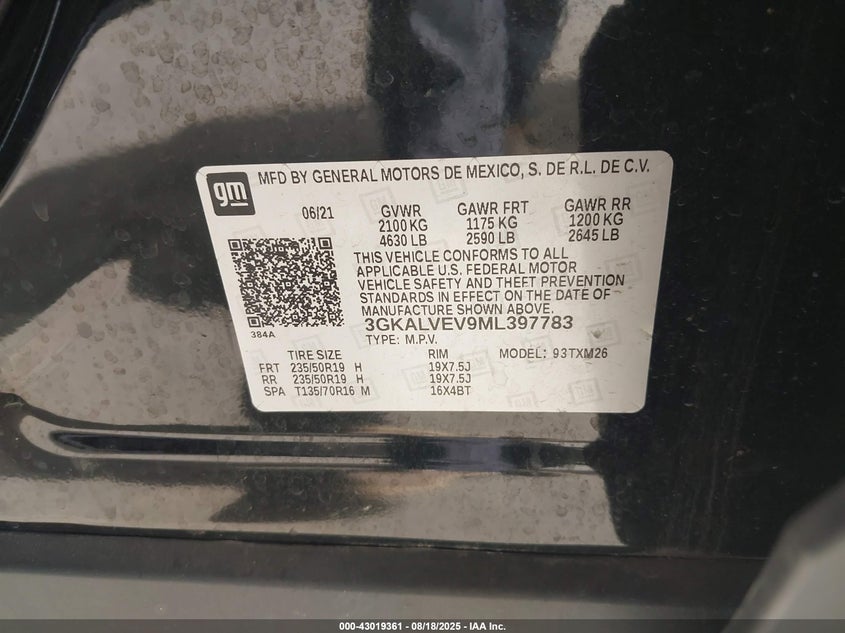 gm
MFD BY GENERAL MOTORS DE MEXICO, S. DE R.L. DE C.V.
06/21 GVWR GAWR FRT GAWR RR
2100 KG 1175 KG 1200 KG
4630 LB 2590 LB 2645 LB
THIS VEHICLE CONFORMS TO ALL
APPLICABLE U.S. FEDERAL MOTOR
VEHICLE SAFETY AND THEFT PREVENTION
STANDARDS IN EFFECT ON THE DATE OF
MANUFACTURE SHOWN ABOVE.
384A
3GKALVEV9ML397783
TYPE: M.P.V.
TIRE SIZE RIM MODEL: 93TXM26
FRT 235/50R19 H 19X7.5J
RR 235/50R19 H 19X7.5J
SPA T135/70R16 M 16X4BT
000-43019361 - 08/18/2025 - IAA Inc.